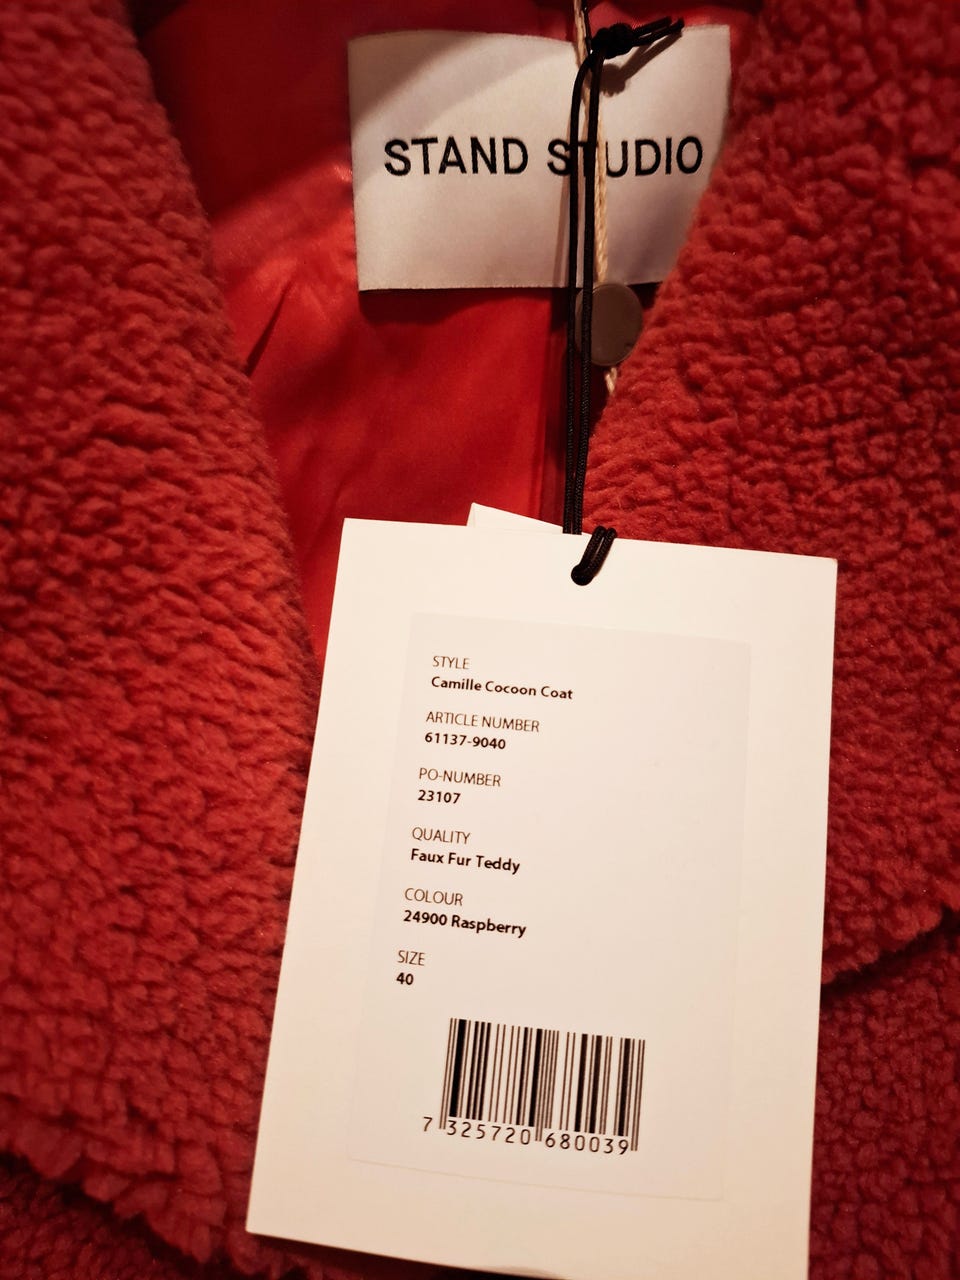 STAND STUDIO
STYLE
Camille Cocoon Coat
ARTICLE NUMBER
61137-9040
PO-NUMBER
23107
QUALITY
Faux Fur Teddy
COLOUR
24900 Raspberry
SIZE
40
7 325720 680039